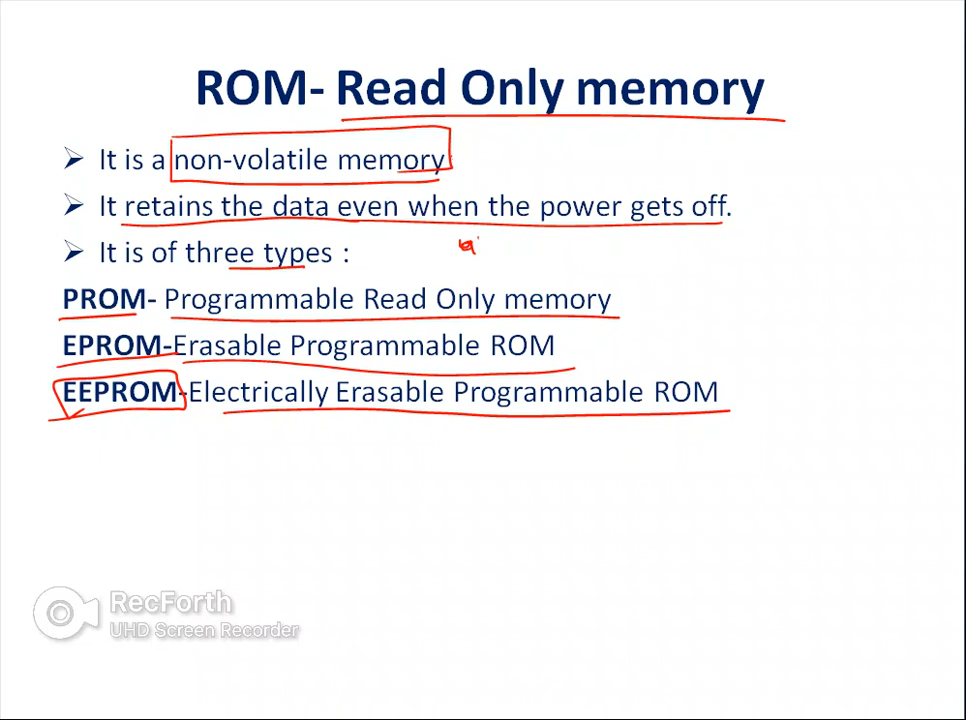 ROM- Read Only memory
➢ It is a non-volatile memory
➢ It retains the data even when the power gets off.
➢ It is of three types :
PROM- Programmable Read Only memory
EPROM-Erasable Programmable ROM
EEPROM-Electrically Erasable Programmable ROM
RecForth
UHD Screen Recorder